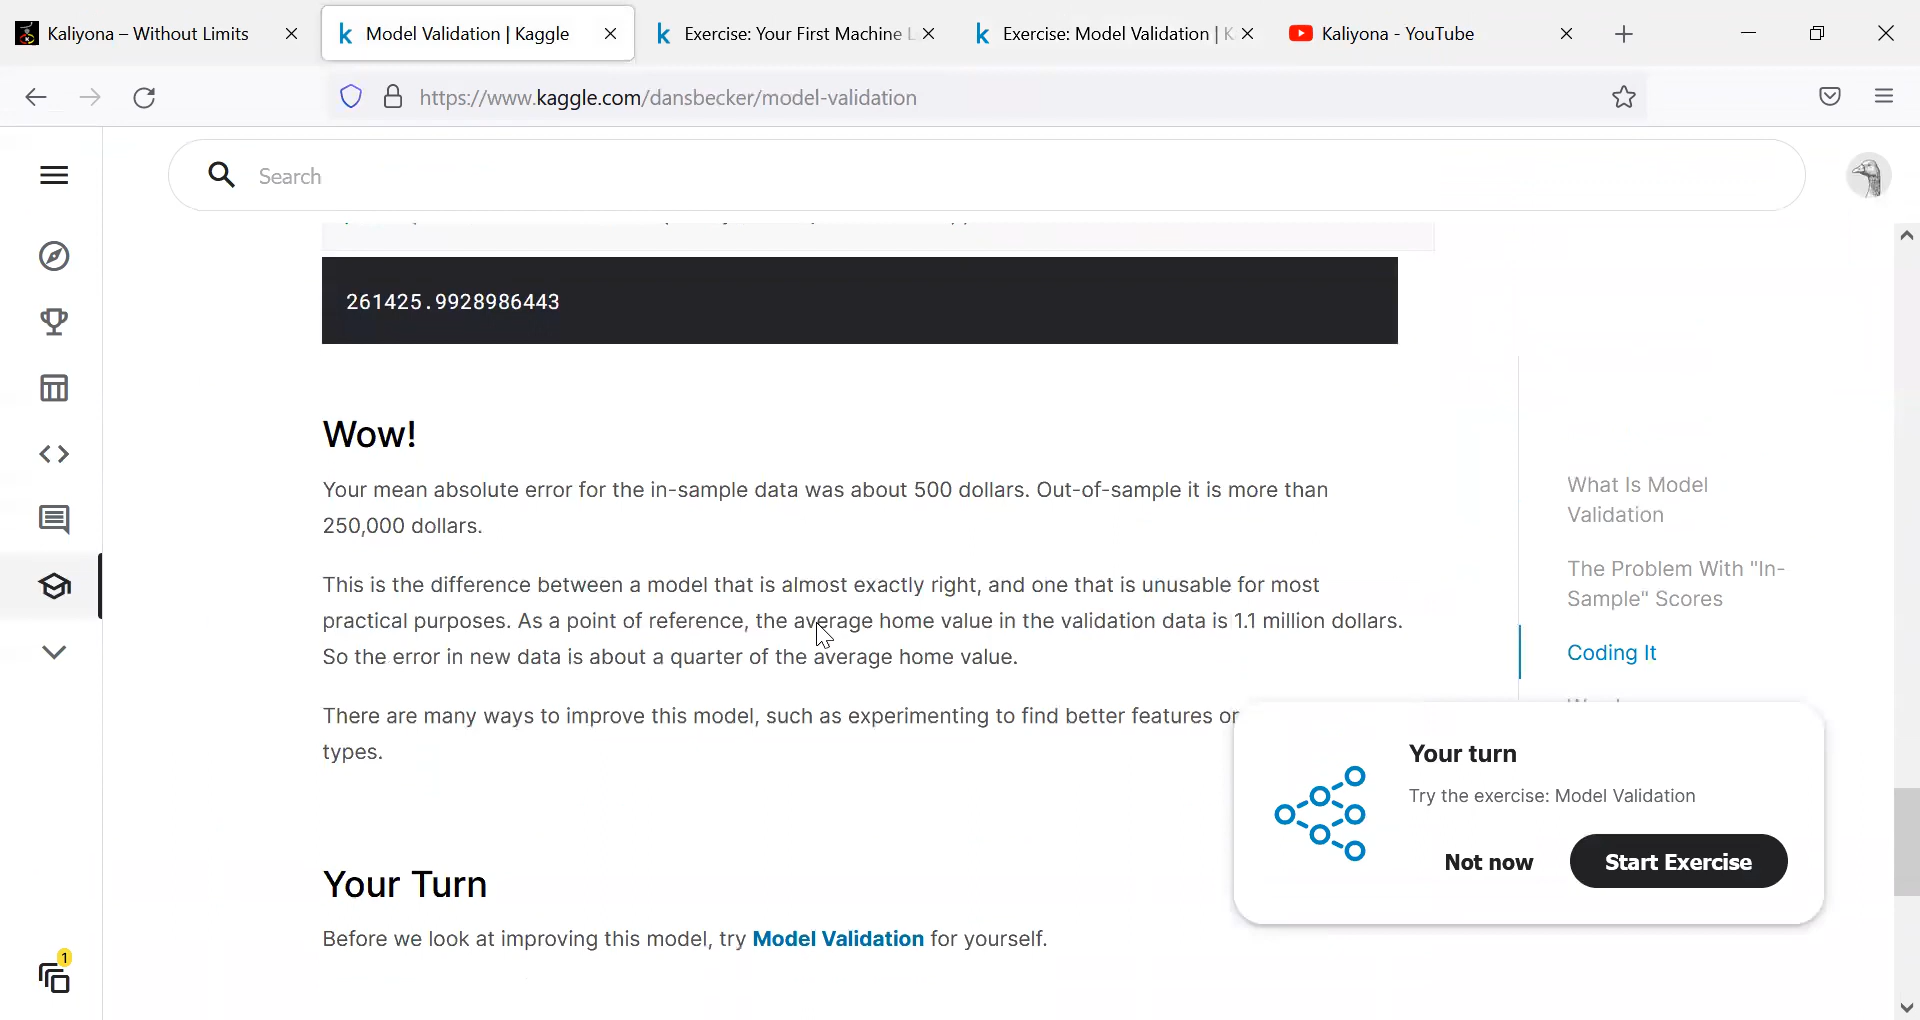 Kaliyona – Without Limits
Model Validation | Kaggle
Exercise: Your First Machine L
Exercise: Model Validation | K
Kaliyona - YouTube
https://www.kaggle.com/dansbecker/model-validation
Search
261425.9928986443
Wow!
Your mean absolute error for the in-sample data was about 500 dollars. Out-of-sample it is more than
250,000 dollars.
This is the difference between a model that is almost exactly right, and one that is unusable for most
practical purposes. As a point of reference, the average home value in the validation data is 1.1 million dollars.
So the error in new data is about a quarter of the average home value.
There are many ways to improve this model, such as experimenting to find better features or
types.
Your Turn
Before we look at improving this model, try Model Validation for yourself.
What Is Model
Validation
The Problem With "In-
Sample" Scores
Coding It
Your turn
Try the exercise: Model Validation
Not now
Start Exercise
1